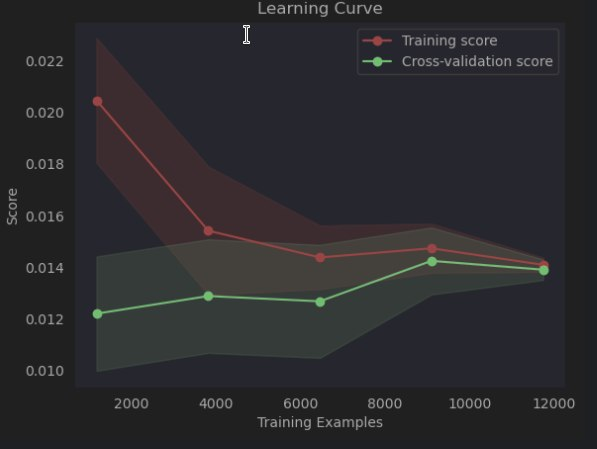 Learning Curve
Training score
Cross-validation score
0.022
0.020
0.018
0.016
0.014
0.012
0.010
Score
2000 4000 6000 8000 10000 12000
Training Examples